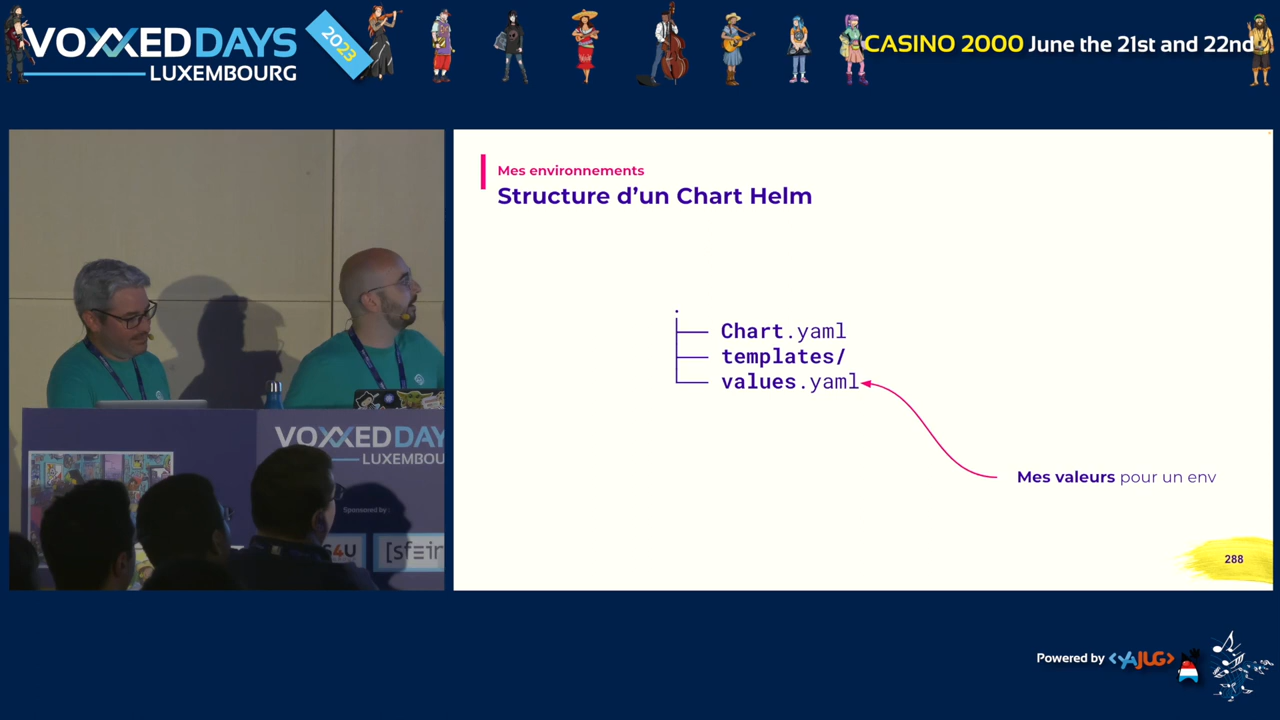 VOXXED DAYS
LUXEMBOURG
2023
CASINO 2000 June the 21st and 22nd
Mes environnements
Structure d’un Chart Helm
.
Chart.yaml
templates/
values.yaml
Mes valeurs pour un env
288
VOXXED DAY
LUXEMBOU
Sponsored by :
S4U
[sfeir
Powered by <YAJUG>